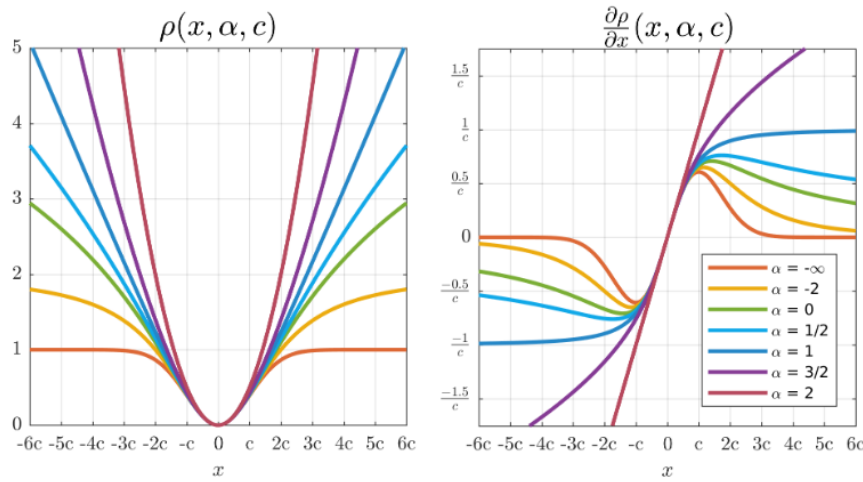 ρ(x, α, c)
5
4
3
2
1
0
-6c -5c -4c -3c -2c -c 0 c 2c 3c 4c 5c 6c
x
∂ρ/∂x (x, α, c)
1.5/c
1/c
0.5/c
0
-0.5/c
-1/c
-1.5/c
α = -∞
α = -2
α = 0
α = 1/2
α = 1
α = 3/2
α = 2
-6c -5c -4c -3c -2c -c 0 c 2c 3c 4c 5c 6c
x